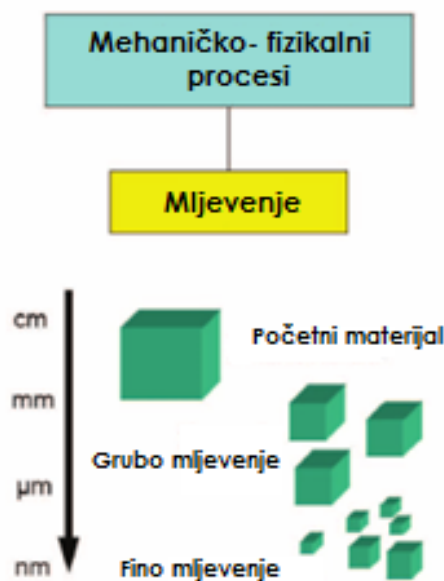 Mehaničko- fizikalni
procesi
Mljevenje
cm
Početni materijal
mm
Grubo mljevenje
μm
nm
Fino mljevenje